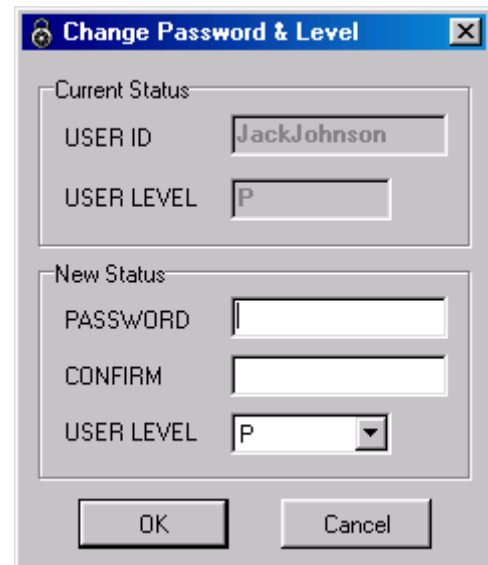 Change Password & Level
Current Status
USER ID JackJohnson
USER LEVEL P
New Status
PASSWORD
CONFIRM
USER LEVEL P
OK Cancel